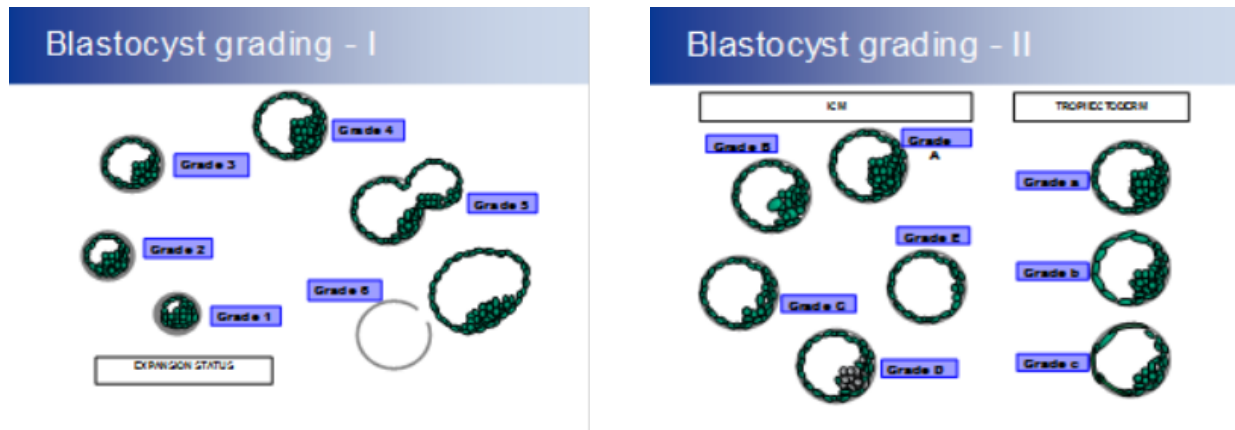 Blastocyst grading - I
Grade 4
Grade 3
Grade 5
Grade 2
Grade 6
Grade 1
EXPANSION STATUS
Blastocyst grading - II
ICM
TROPHECTODERM
Grade B
Grade
A
Grade a
Grade E
Grade b
Grade C
Grade D
Grade c